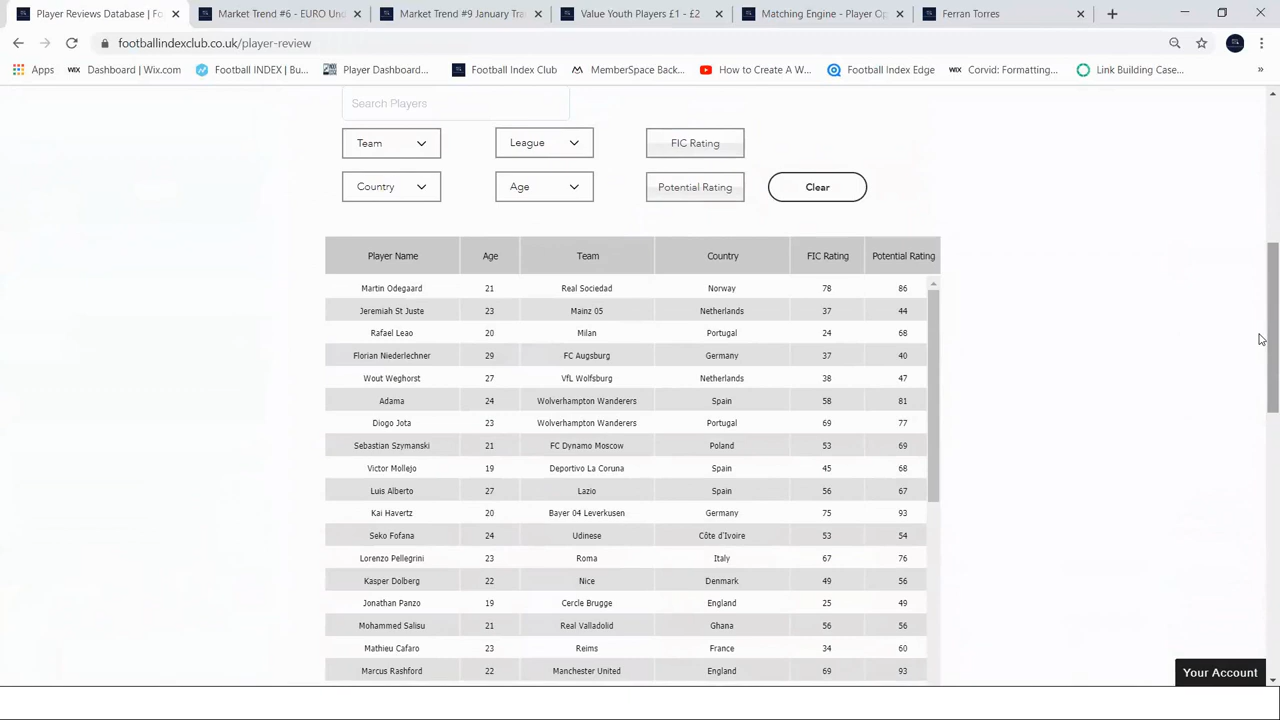 Player Reviews Database | Fo
Market Trend #6 - EURO Und
Market Trend #5 - January Tra
Value Youth Players £1 - £2
Matching Engine - Player Op
Ferran Torres
footballindexclub.co.uk/player-review
Apps
Dashboard | Wix.com
Football INDEX | Bu...
Player Dashboard...
Football Index Club
MemberSpace Back...
How to Create A W...
Football Index Edge
Corvid: Formatting...
Link Building Case...
Search Players
Team League FIC Rating
Country Age Potential Rating Clear
Player Name Age Team Country FIC Rating Potential Rating
Martin Odegaard 21 Real Sociedad Norway 78 86
Jeremiah St Juste 23 Mainz 05 Netherlands 37 44
Rafael Leao 20 Milan Portugal 24 68
Florian Niederlechner 29 FC Augsburg Germany 37 40
Wout Weghorst 27 VfL Wolfsburg Netherlands 38 47
Adama 24 Wolverhampton Wanderers Spain 58 81
Diogo Jota 23 Wolverhampton Wanderers Portugal 69 77
Sebastian Szymanski 21 FC Dynamo Moscow Poland 53 69
Victor Mollejo 19 Deportivo La Coruna Spain 45 68
Luis Alberto 27 Lazio Spain 56 67
Kai Havertz 20 Bayer 04 Leverkusen Germany 75 93
Seko Fofana 24 Udinese Côte d'Ivoire 53 54
Lorenzo Pellegrini 23 Roma Italy 67 76
Kasper Dolberg 22 Nice Denmark 49 56
Jonathan Panzo 19 Cercle Brugge England 25 49
Mohammed Salisu 21 Real Valladolid Ghana 56 56
Mathieu Cafaro 23 Reims France 34 60
Marcus Rashford 22 Manchester United England 69 93
Your Account